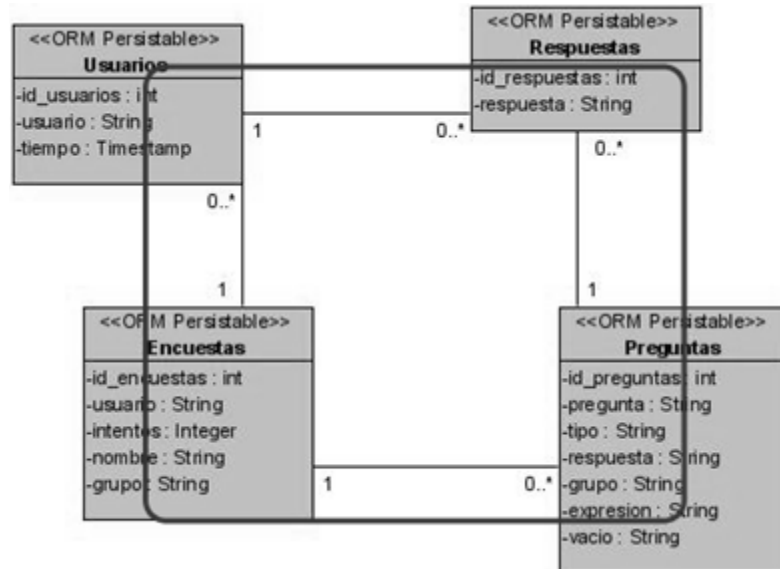 <<ORM Persistable>>
Usuarios
-id_usuarios : int
-usuario : String
-tiempo : Timestamp
<<ORM Persistable>>
Respuestas
-id_respuestas : int
-respuesta : String
1
0..*
0..*
0..*
1
1
<<ORM Persistable>>
Encuestas
-id_encuestas : int
-usuario : String
-intentos : Integer
-nombre : String
-grupo : String
<<ORM Persistable>>
Preguntas
-id_preguntas : int
-pregunta : String
-tipo : String
-respuesta : String
-grupo : String
-expresion : String
-vacio : String
1
0..*